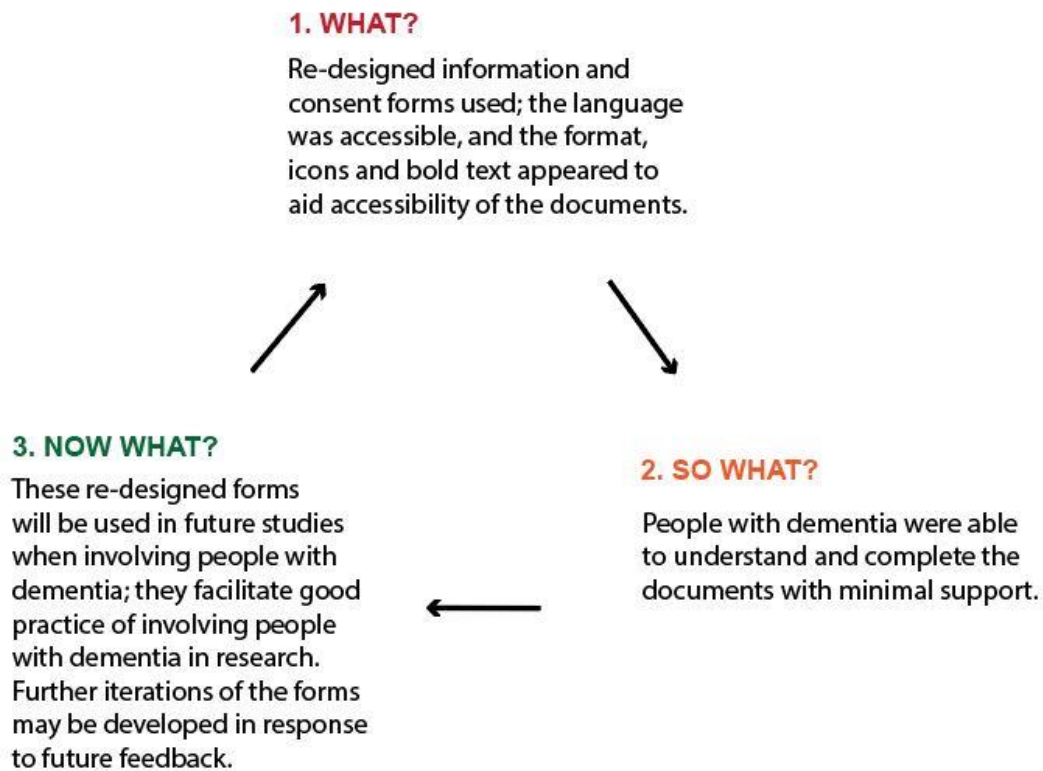 1. WHAT?
Re-designed information and
consent forms used; the language
was accessible, and the format,
icons and bold text appeared to
aid accessibility of the documents.
2. SO WHAT?
People with dementia were able
to understand and complete the
documents with minimal support.
3. NOW WHAT?
These re-designed forms
will be used in future studies
when involving people with
dementia; they facilitate good
practice of involving people
with dementia in research.
Further iterations of the forms
may be developed in response
to future feedback.